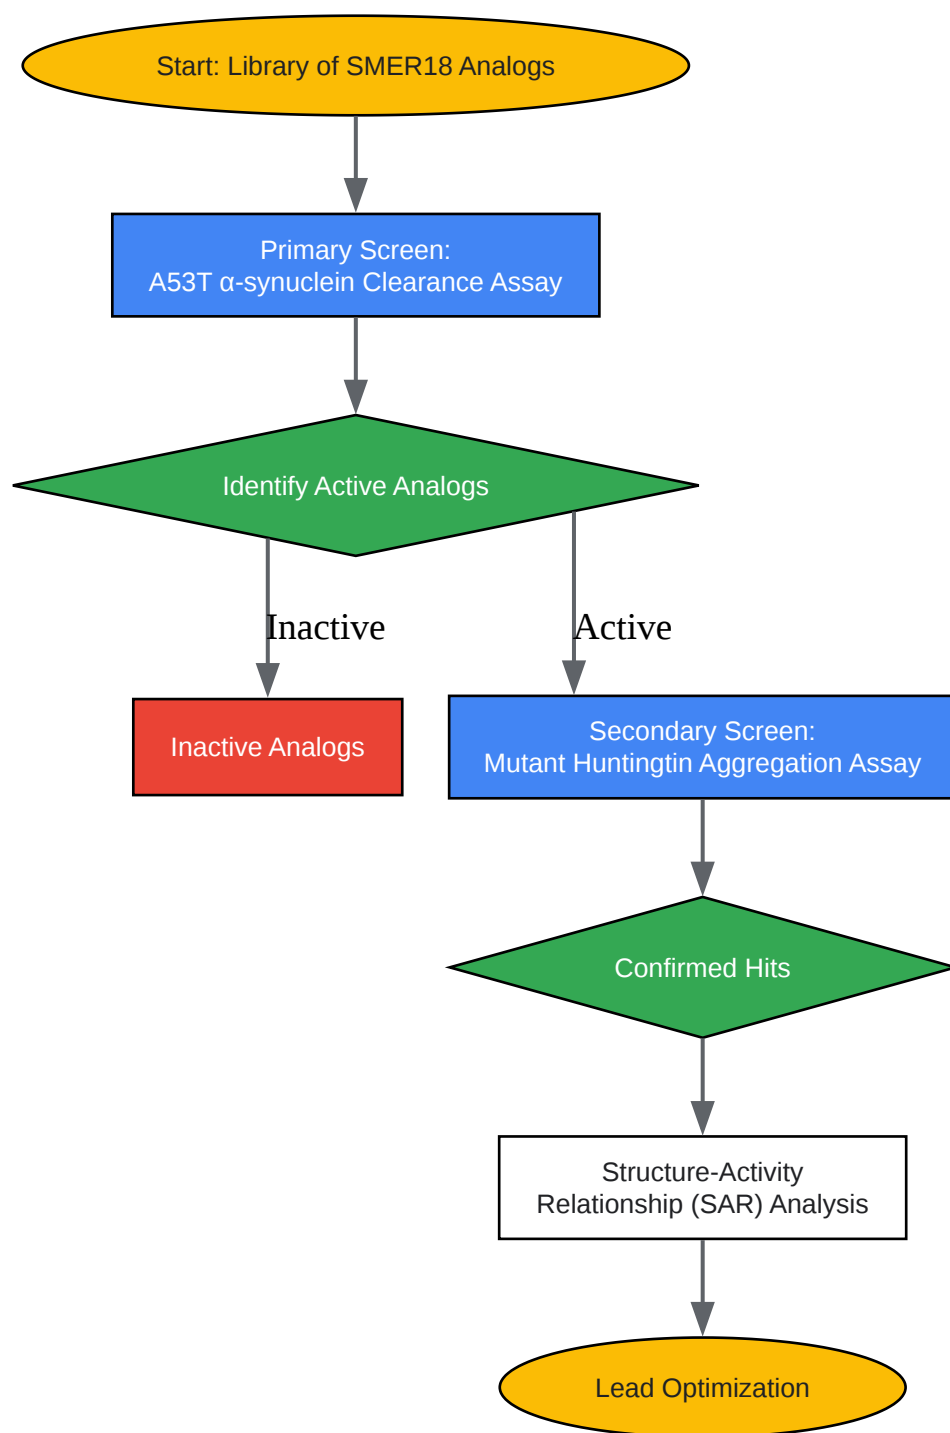 Start: Library of SMER18 Analogs
Primary Screen:
A53T α-synuclein Clearance Assay
Identify Active Analogs
Inactive
Active
Inactive Analogs
Secondary Screen:
Mutant Huntingtin Aggregation Assay
Confirmed Hits
Structure-Activity
Relationship (SAR) Analysis
Lead Optimization